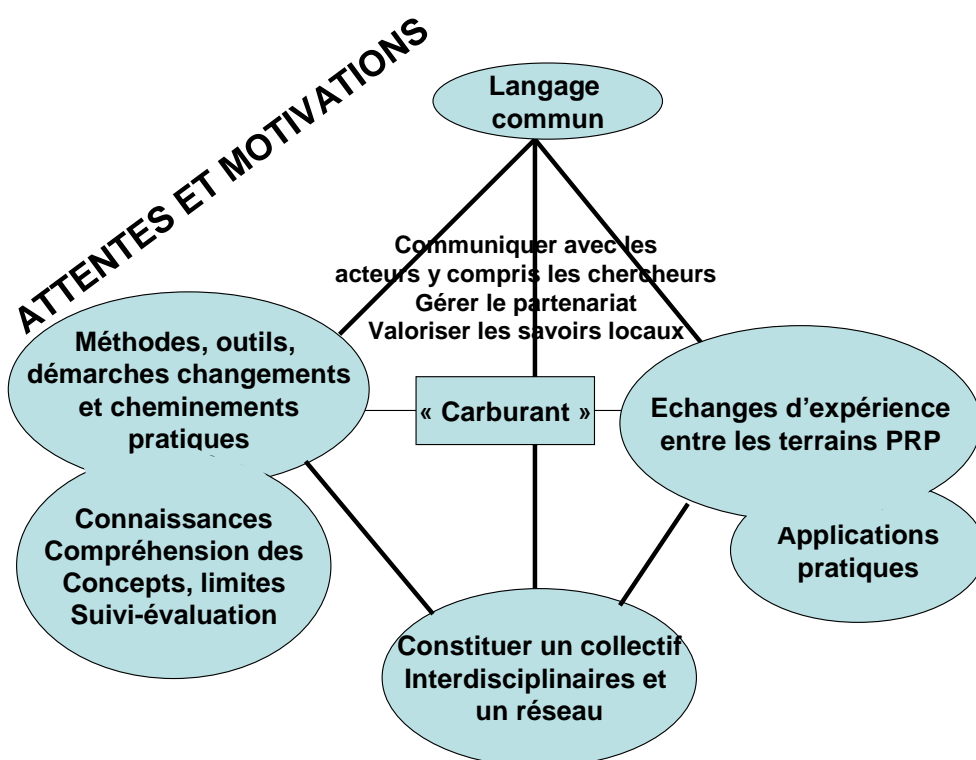 ATTENTES ET MOTIVATIONS
Langage
commun
Communiquer avec les
acteurs y compris les chercheurs
Gérer le partenariat
Valoriser les savoirs locaux
Méthodes, outils,
démarches changements
et cheminements
pratiques
« Carburant »
Echanges d’expérience
entre les terrains PRP
Connaissances
Compréhension des
Concepts, limites
Suivi-évaluation
Applications
pratiques
Constituer un collectif
Interdisciplinaires et
un réseau